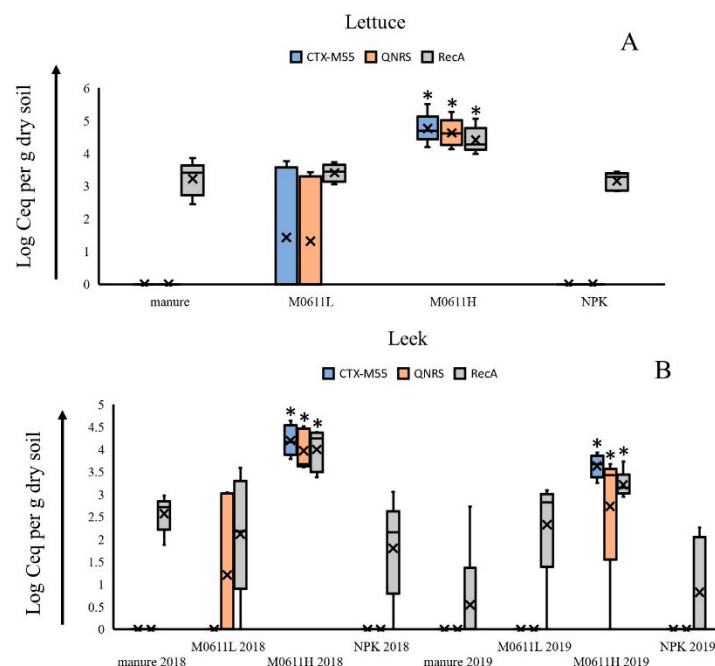 Lettuce
A
CTX-M55 QNRS RecA
Log Ceq per g dry soil
6
5
4
3
2
1
0
* * *
manure M0611L M0611H NPK
Leek
B
CTX-M55 QNRS RecA
Log Ceq per g dry soil
5
4.5
4
3.5
3
2.5
2
1.5
1
0.5
0
* * * * * *
manure 2018 M0611L 2018 M0611H 2018 NPK 2018 manure 2019 M0611L 2019 M0611H 2019 NPK 2019